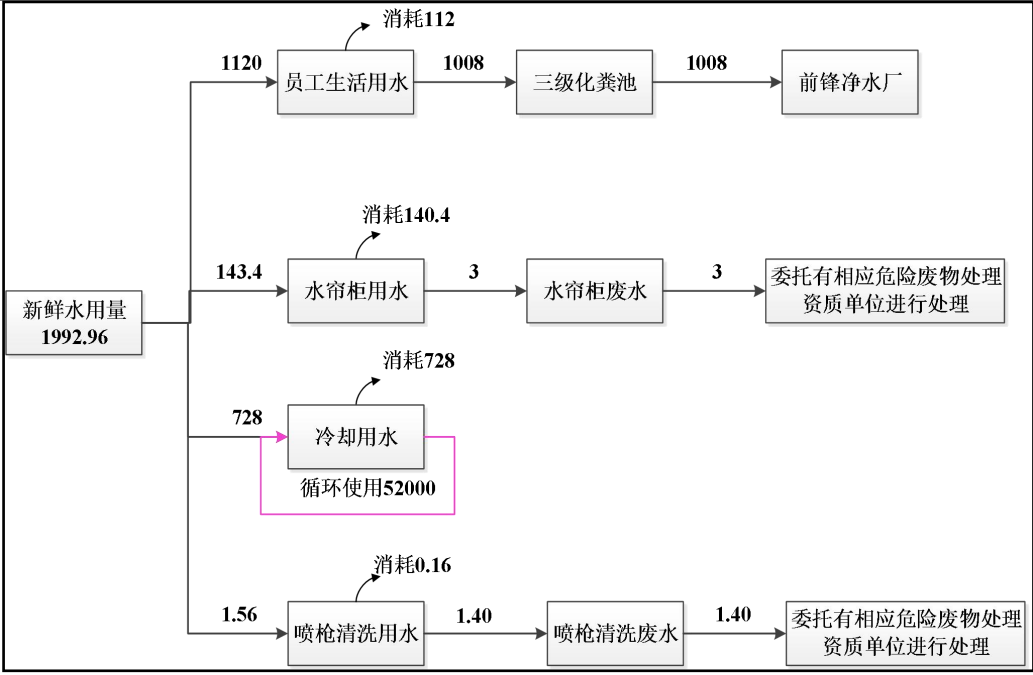 消耗112
1120
员工生活用水
1008
三级化粪池
1008
前锋净水厂
消耗140.4
143.4
水帘柜用水
3
水帘柜废水
3
委托有相应危险废物处理
资质单位进行处理
新鲜水用量
1992.96
消耗728
728
冷却用水
循环使用52000
消耗0.16
1.56
喷枪清洗用水
1.40
喷枪清洗废水
1.40
委托有相应危险废物处理
资质单位进行处理